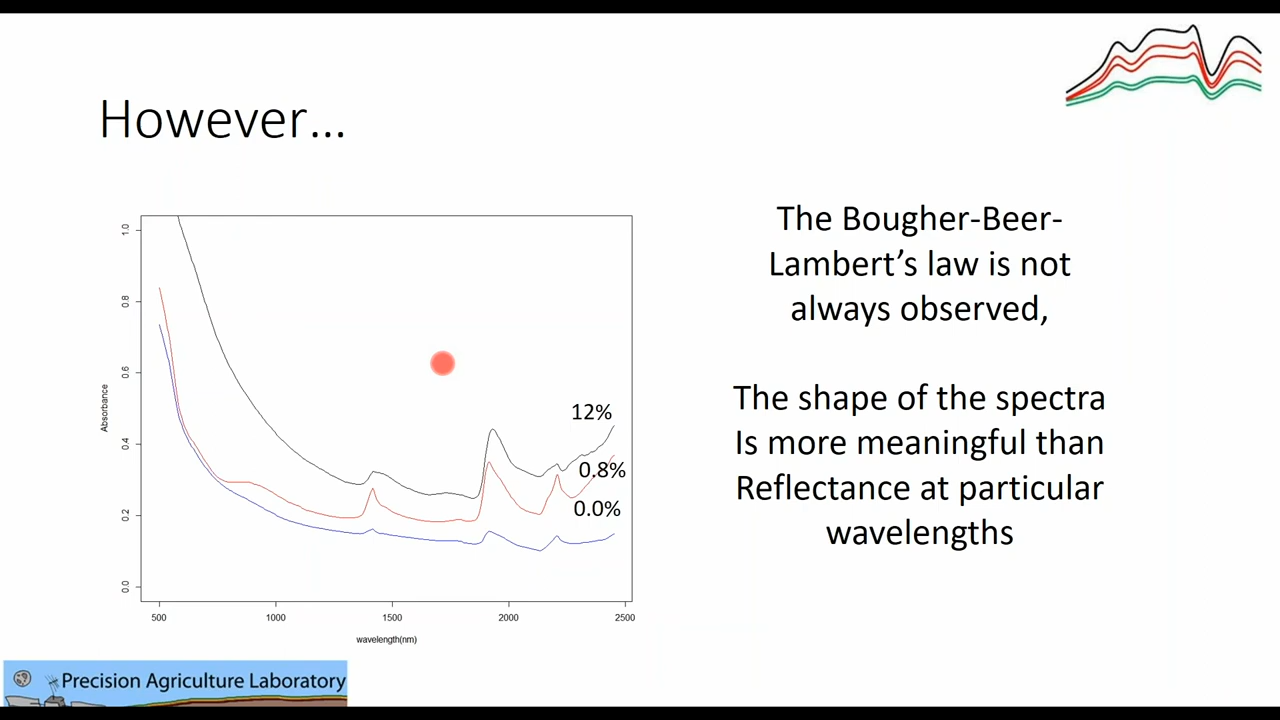 However...
The Bougher-Beer-
Lambert's law is not
always observed,
The shape of the spectra
Is more meaningful than
Reflectance at particular
wavelengths
Absorbance
1.0
0.8
0.6
0.4
0.2
0.0
12%
0.8%
0.0%
500
1000
1500
2000
2500
wavelength(nm)
Precision Agriculture Laboratory